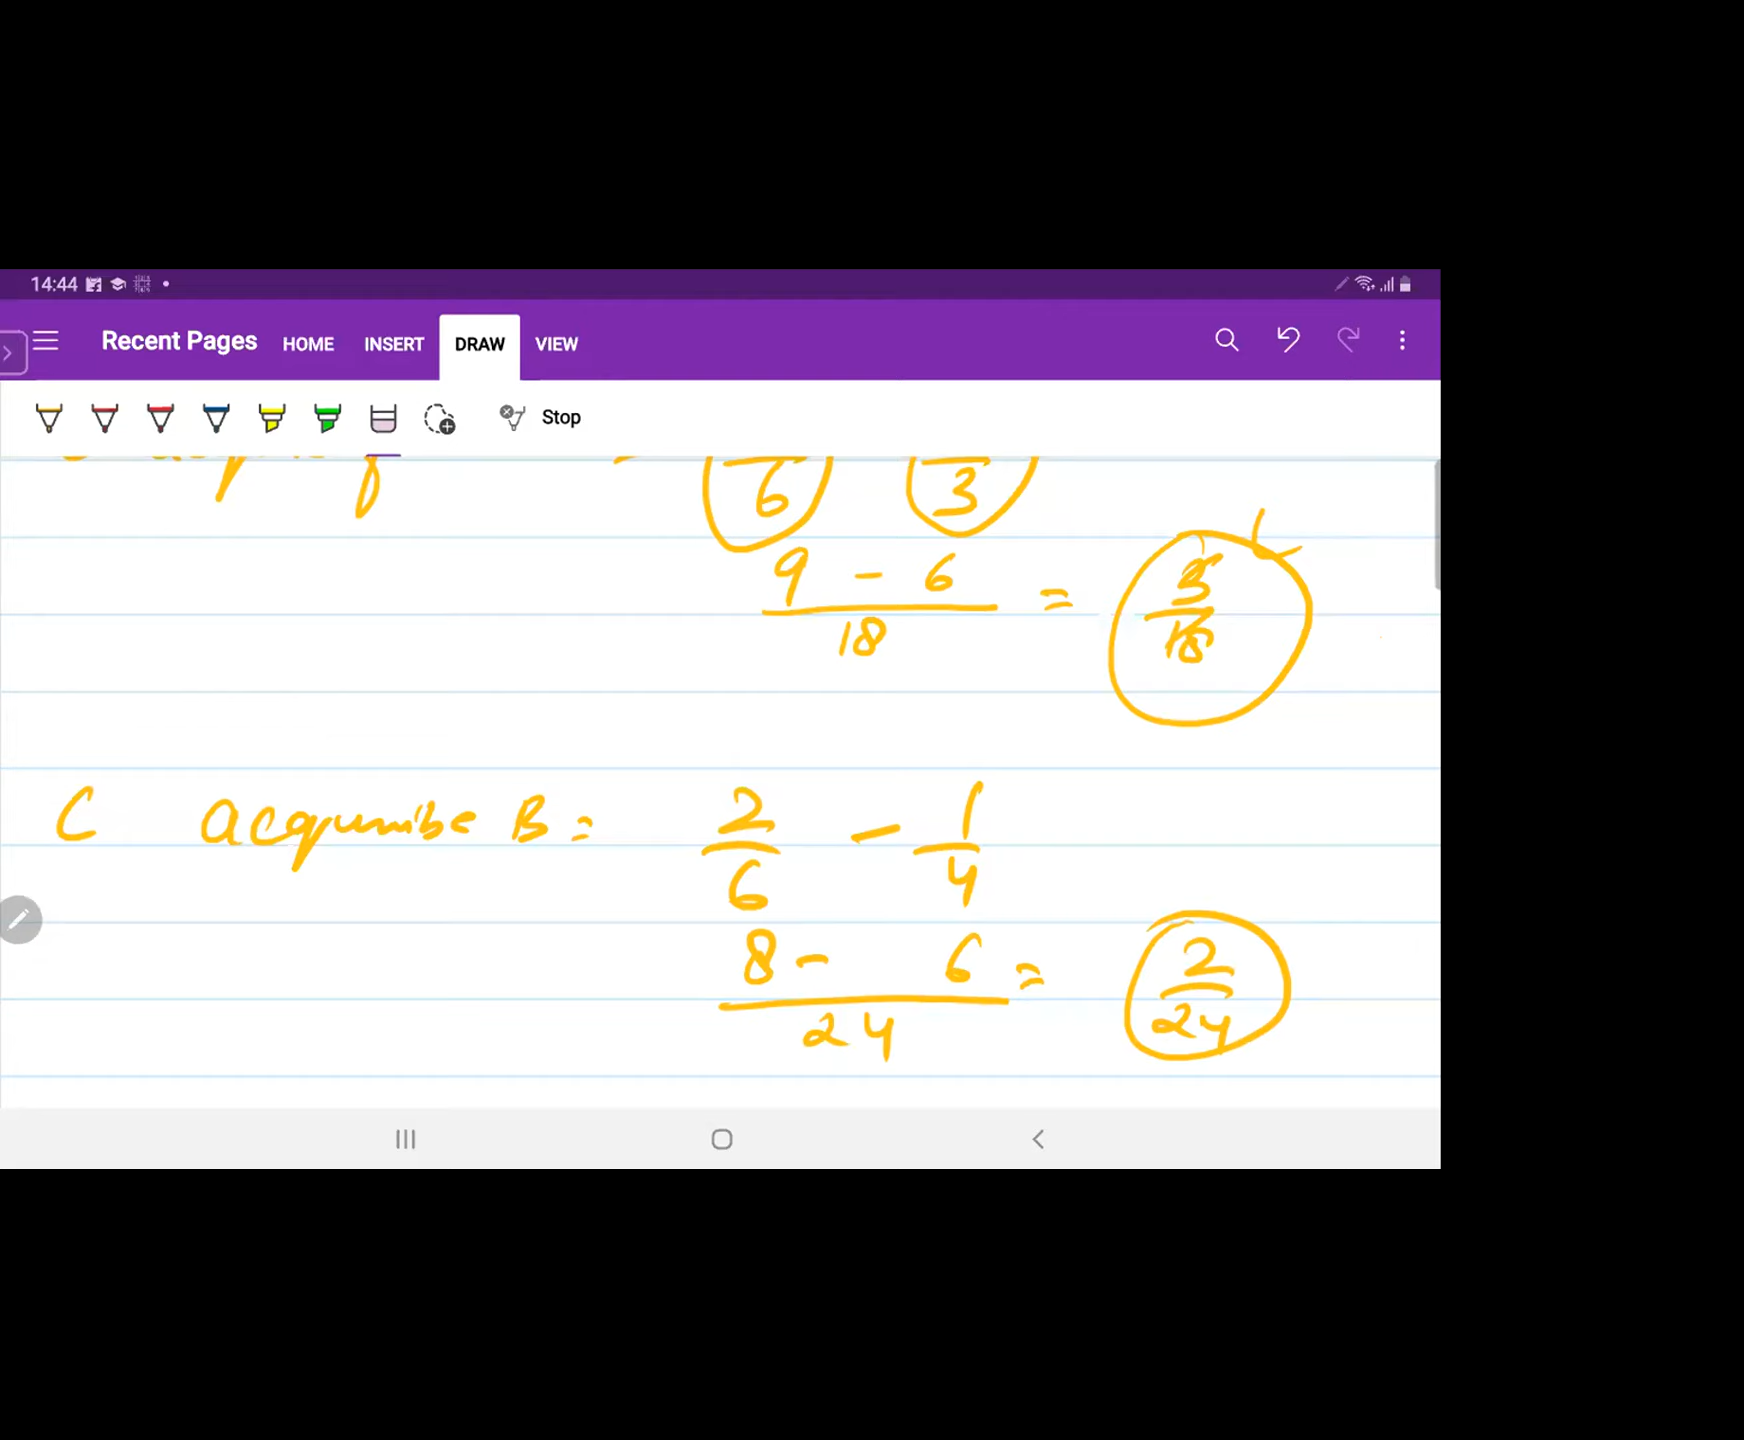 14:44
Recent Pages HOME INSERT DRAW VIEW
Stop
6 3
9 - 6 = 3
18 18
C acqumibe B = 2 - 1
6 4
8 - 6 = 2
24 24